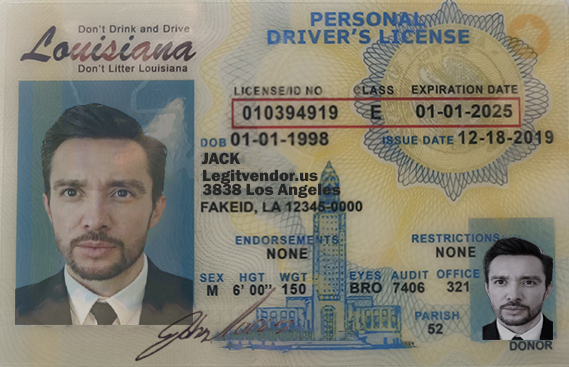 Don't Drink and Drive
Louisiana
Don't Litter Louisiana
PERSONAL
DRIVER'S LICENSE
LICENSE/ID NO CLASS EXPIRATION DATE
010394919 E 01-01-2025
DOB 01-01-1998 ISSUE DATE 12-18-2019
JACK
Legitvendor.us
3838 Los Angeles
FAKEID, LA 12345-0000
ENDORSEMENTS RESTRICTIONS
NONE NONE
SEX HGT WGT EYES AUDIT OFFICE
M 6' 00" 150 BRO 7406 321
PARISH
52
DONOR